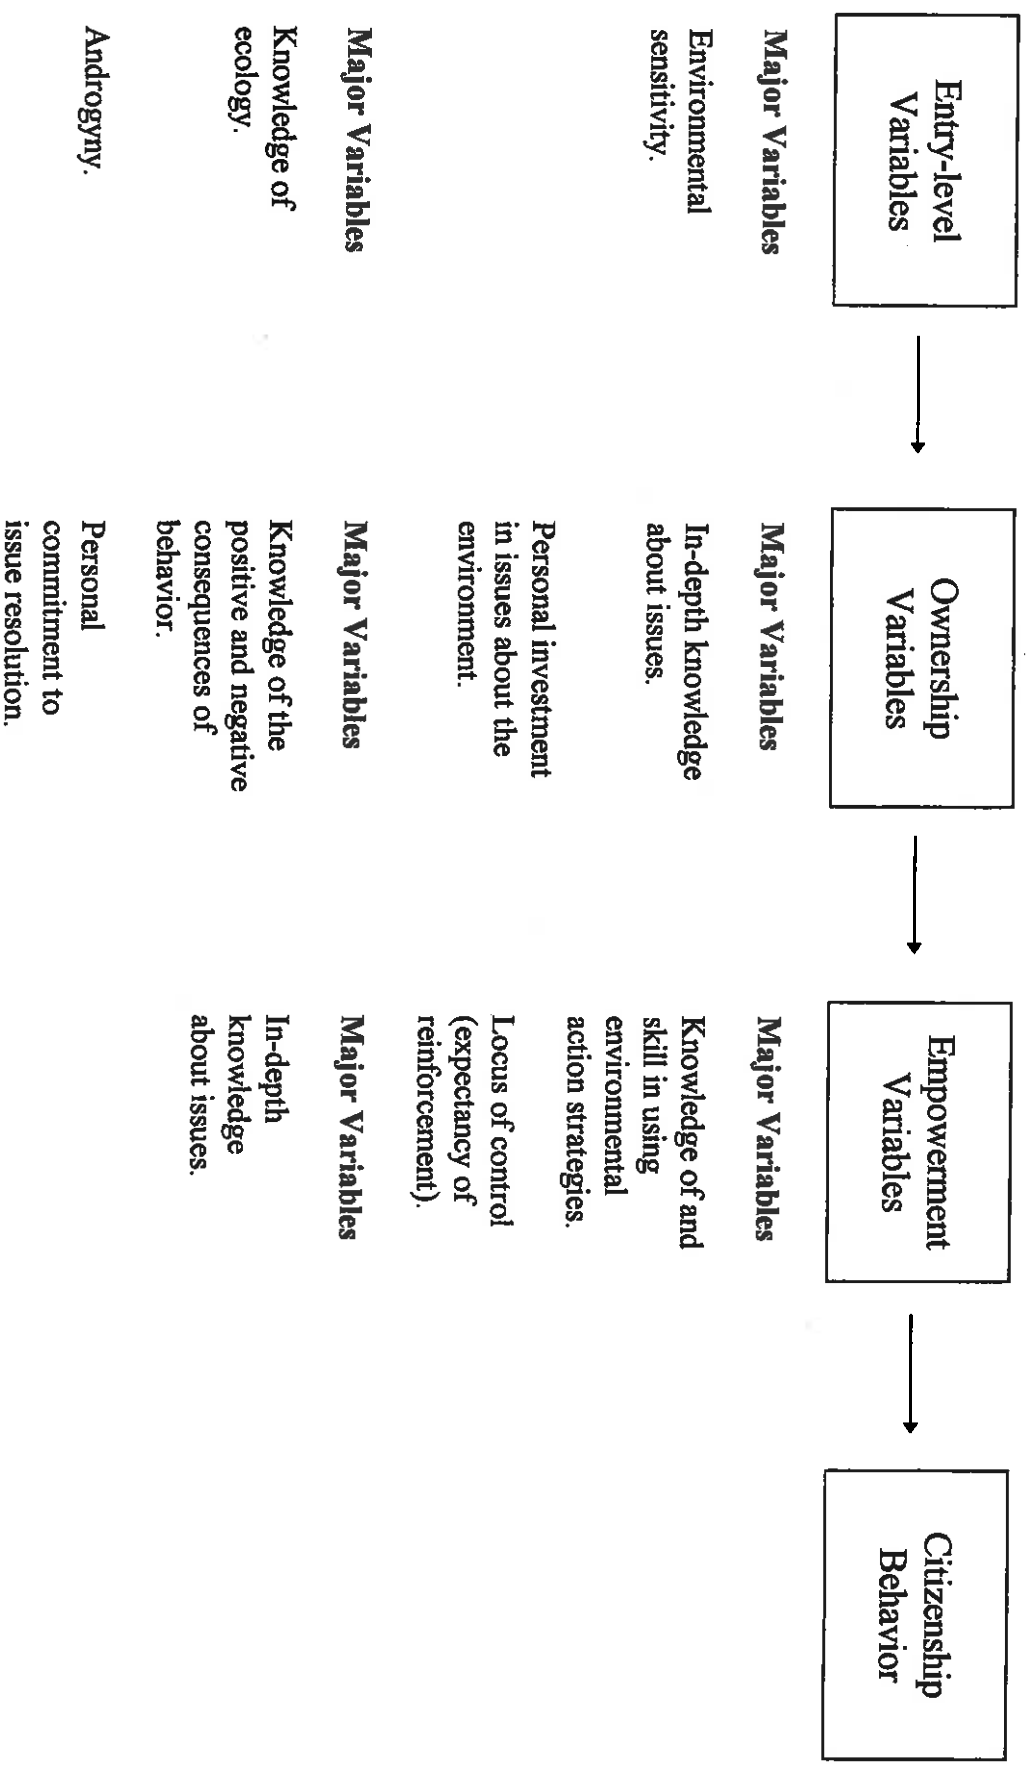 Entry-level
Variables
Major Variables
Environmental
sensitivity.
Major Variables
Knowledge of
ecology.
Androgyny.
Ownership
Variables
Major Variables
In-depth knowledge
about issues.
Personal investment
in issues about the
environment.
Major Variables
Knowledge of the
positive and negative
consequences of
behavior.
Personal
commitment to
issue resolution.
Empowerment
Variables
Major Variables
Knowledge of and
skill in using
environmental
action strategies.
Locus of control
(expectancy of
reinforcement).
Major Variables
In-depth
knowledge
about issues.
Citizenship
Behavior